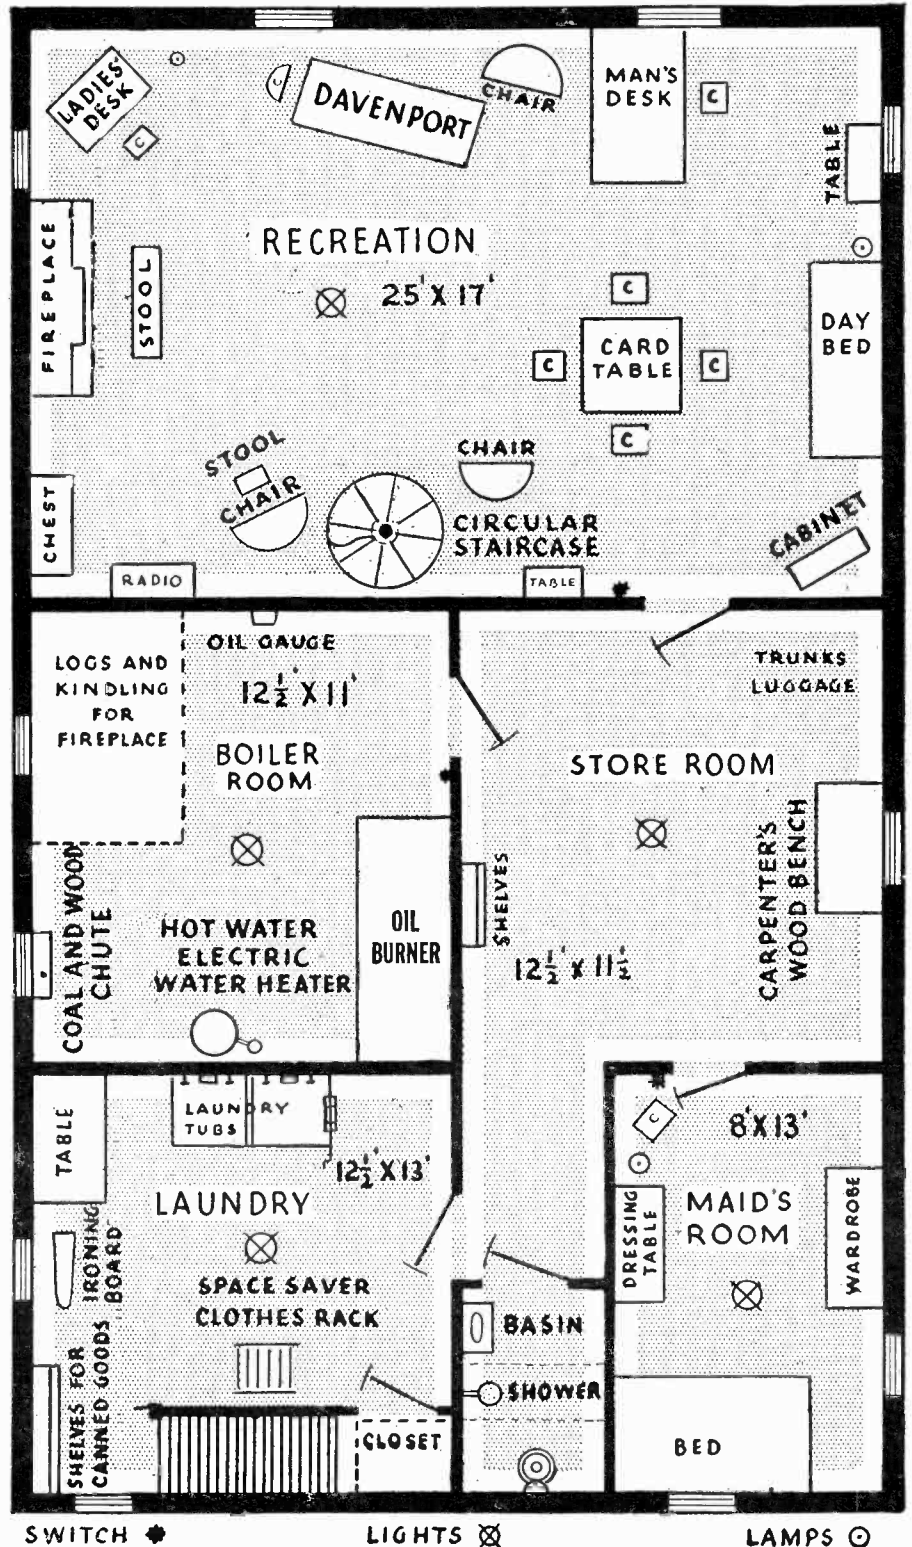 LADIES'
DESK
C
C
DAVENPORT
CHAIR
MAN'S
DESK
C
TABLE
RECREATION
25' X 17'
FIREPLACE
STOOL
C
C
CARD
TABLE
C
C
DAY
BED
STOOL
CHAIR
CHAIR
CIRCULAR
STAIRCASE
CABINET
CHEST
RADIO
TABLE
OIL GAUGE
12½' X 11'
LOGS AND
KINDLING
FOR
FIREPLACE
BOILER
ROOM
TRUNKS
LUGGAGE
STORE ROOM
CARPENTER'S
WOOD BENCH
SHELVES
12½' X 11½'
COAL AND WOOD
CHUTE
HOT WATER
ELECTRIC
WATER HEATER
OIL
BURNER
TABLE
LAUNDRY
TUBS
12½' X 13'
LAUNDRY
IRONING
BOARD
SPACE SAVER
CLOTHES RACK
SHELVES FOR
CANNED GOODS
CLOSET
BASIN
SHOWER
C
8' X 13'
MAID'S
ROOM
DRESSING
TABLE
WARDROBE
BED
SWITCH
LIGHTS
LAMPS